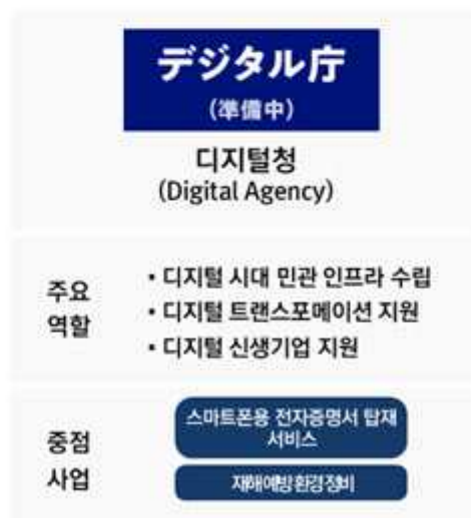 デジタル庁
(準備中)
디지털청
(Digital Agency)
주요
역할
• 디지털 시대 민관 인프라 수립
• 디지털 트랜스포메이션 지원
• 디지털 신생기업 지원
중점
사업
스마트폰용 전자증명서 탑재
서비스
재해예방 환경정비